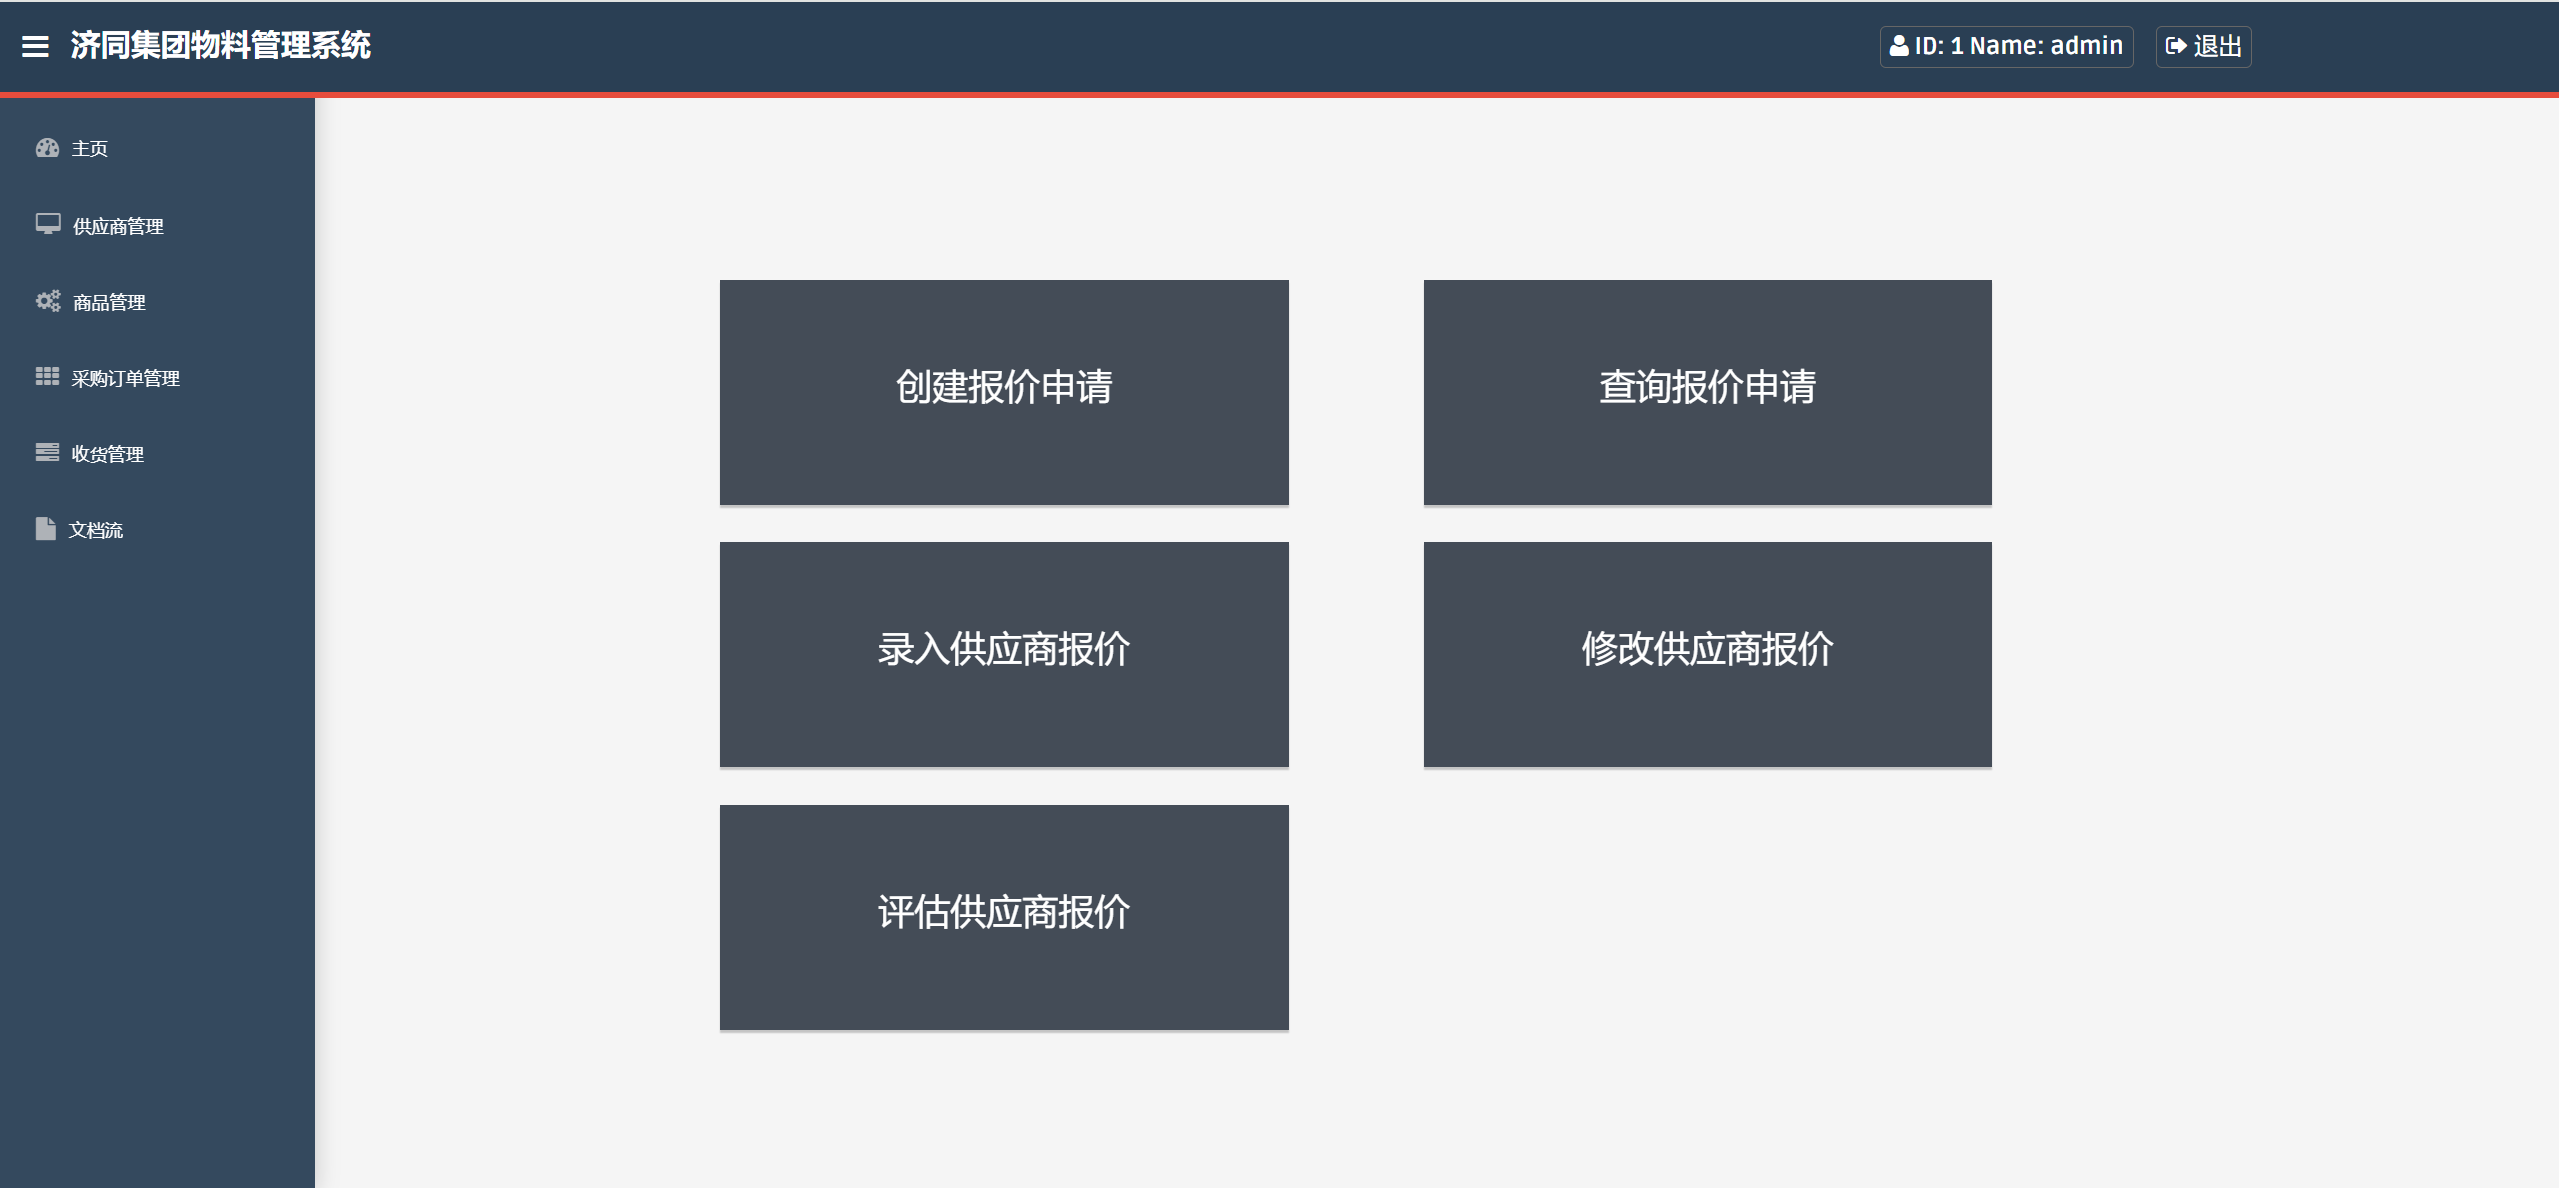 济同集团物料管理系统
ID: 1 Name: admin
退出
主页
供应商管理
商品管理
采购订单管理
收货管理
文档流
创建报价申请
查询报价申请
录入供应商报价
修改供应商报价
评估供应商报价